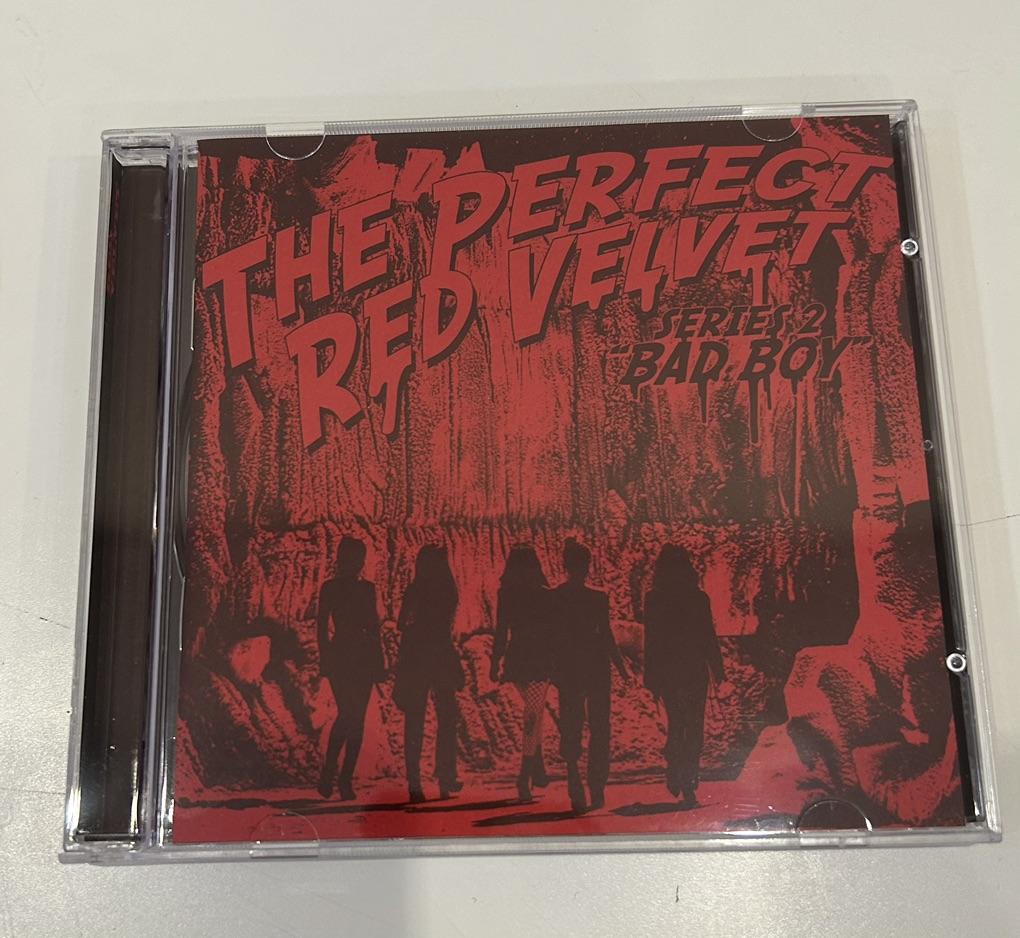 THE PERFECT
RED VELVET
SERIES 2
"BAD BOY"